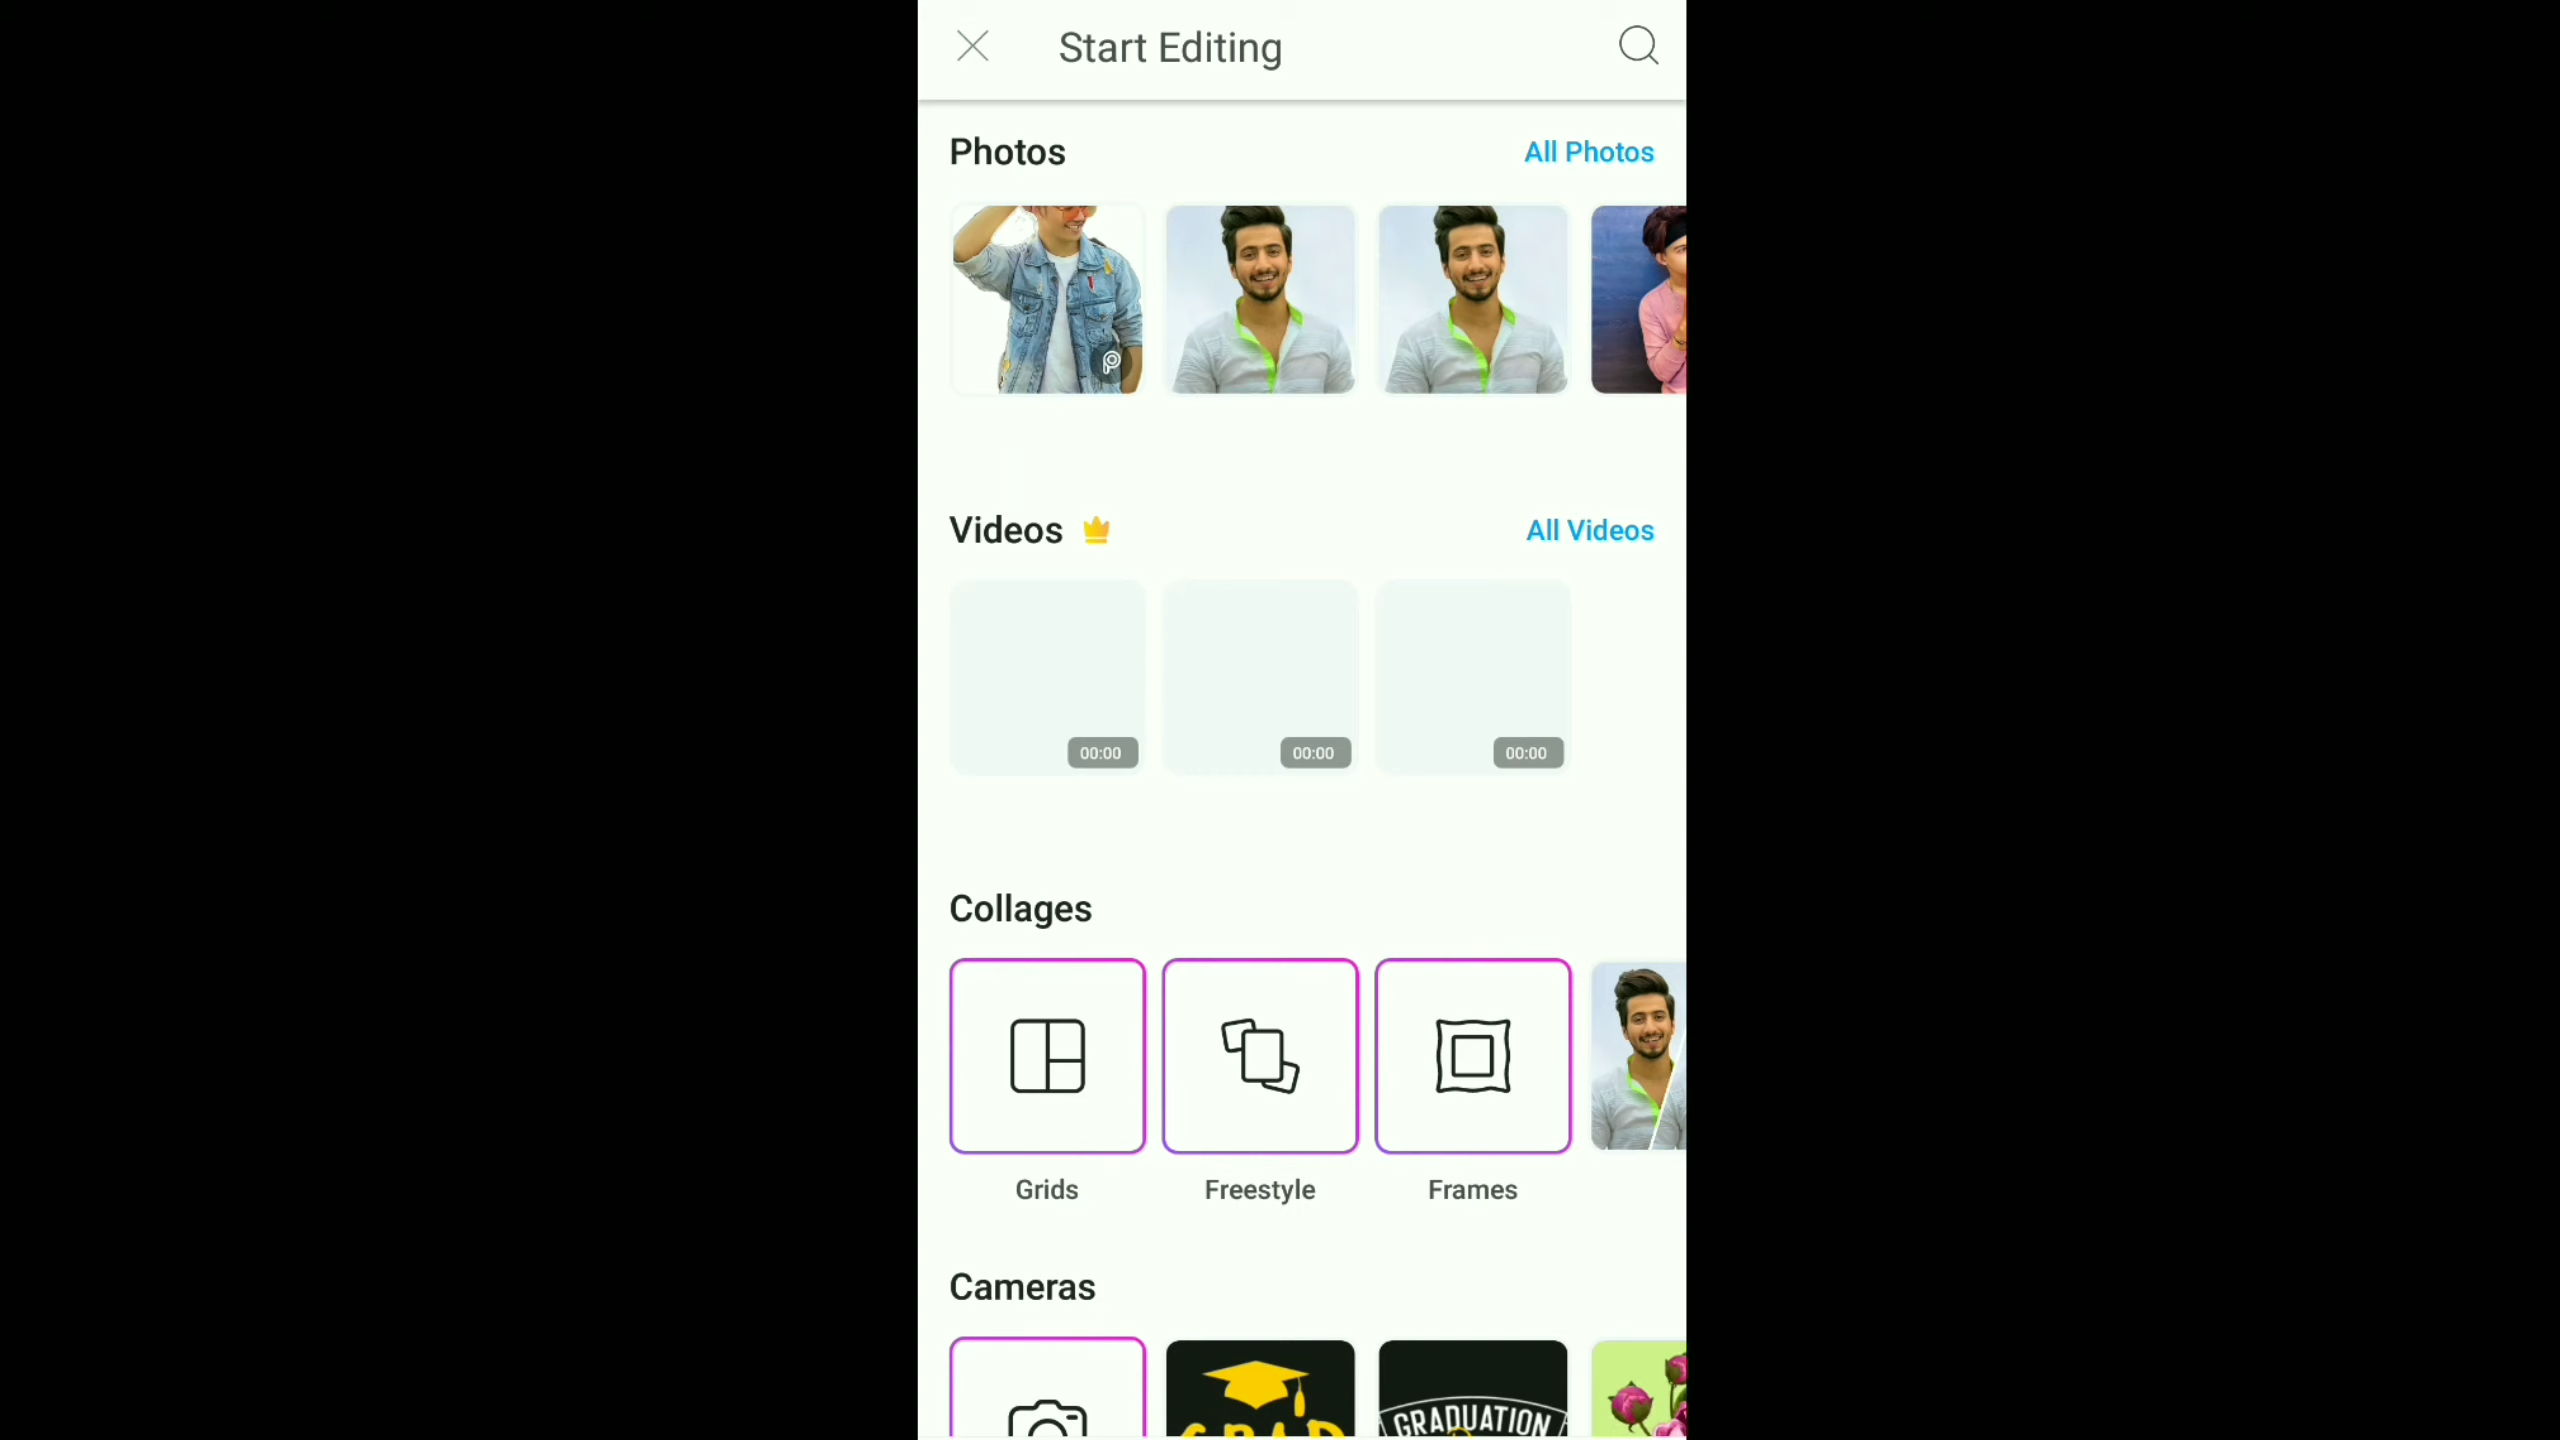 Start Editing
Photos
All Photos
Videos
All Videos
00:00
00:00
00:00
Collages
Grids
Freestyle
Frames
Cameras
GRAD
GRADUATION